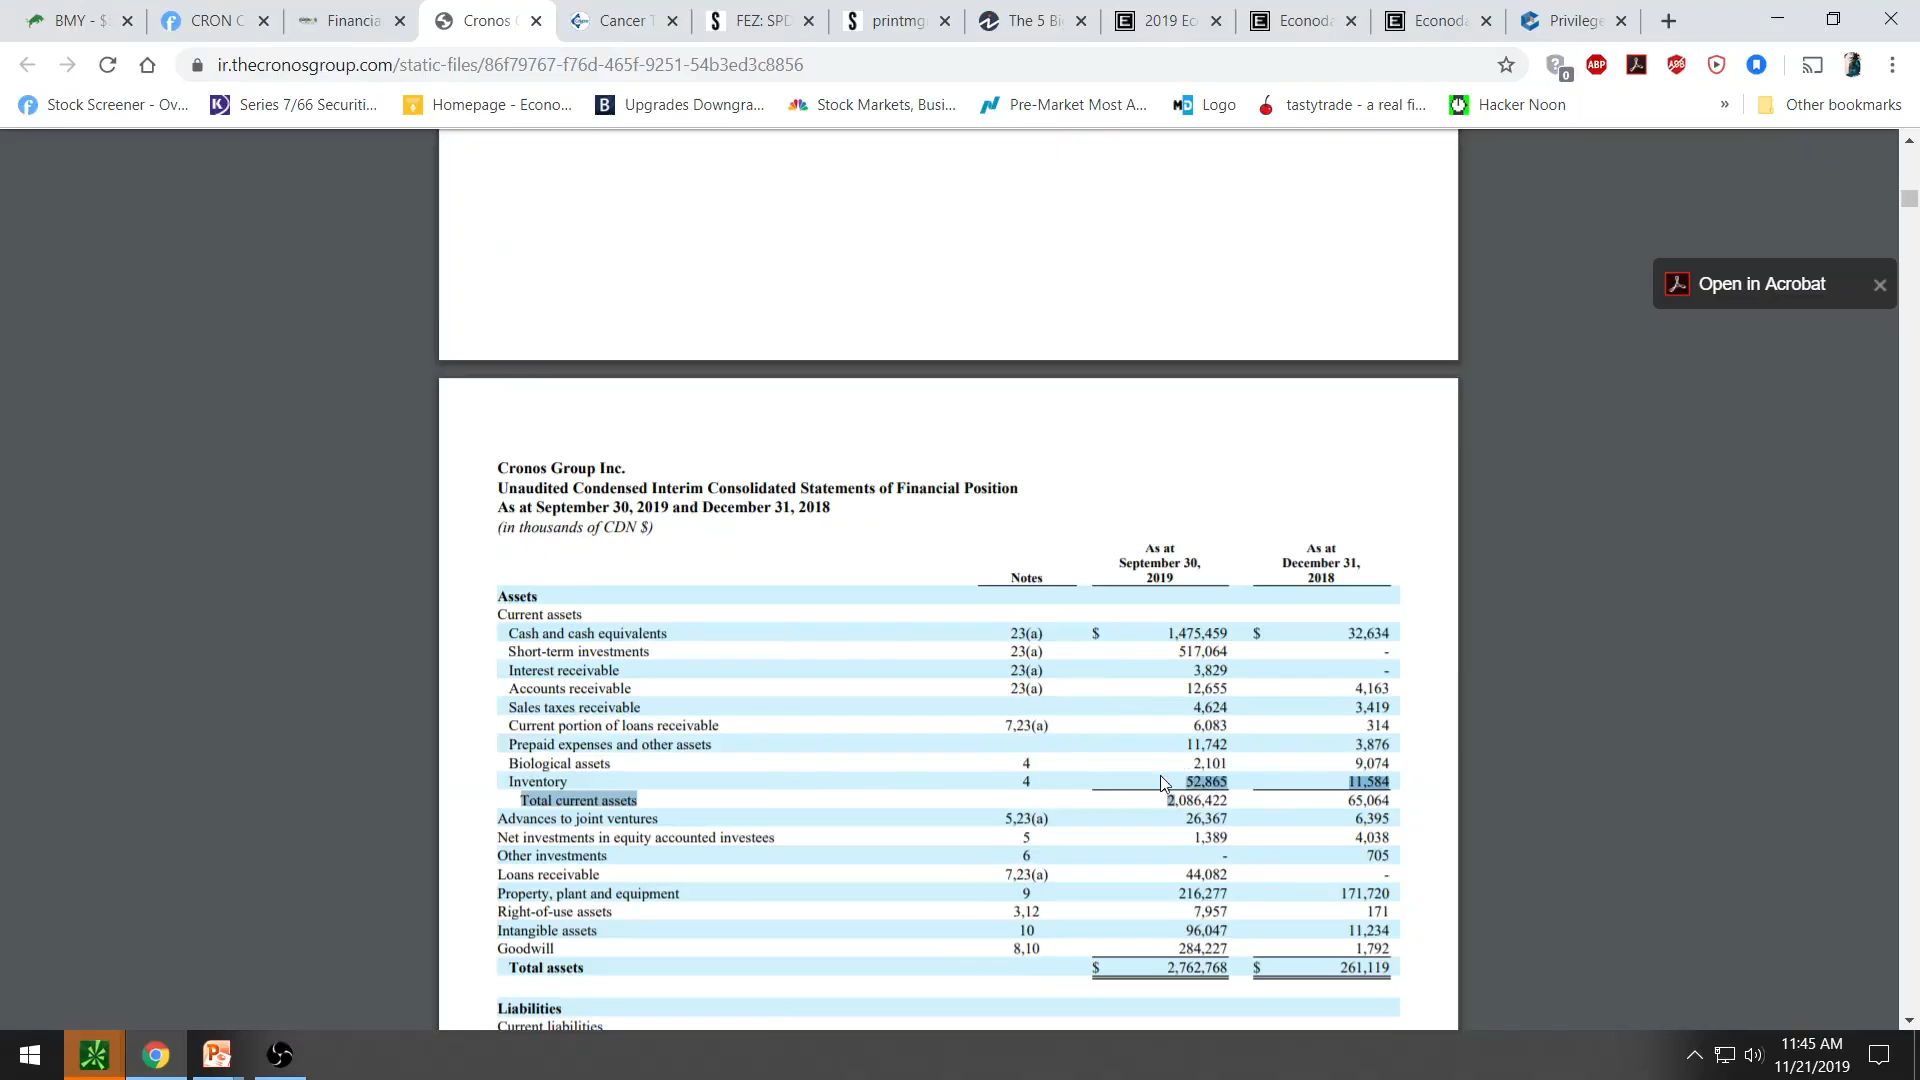 BMY - $
CRON C
Financia
Cronos
Cancer T
FEZ: SPD
printmg
The 5 Bi
2019 Ec
Econoda
Econoda
Privilege
ir.thecronosgroup.com/static-files/86f79767-f76d-465f-9251-54b3ed3c8856
0
ABP
Stock Screener - Ov...
Series 7/66 Securiti...
Homepage - Econo...
Upgrades Downgra...
Stock Markets, Busi...
Pre-Market Most A...
Logo
tastytrade - a real fi...
Hacker Noon
»
Other bookmarks
Open in Acrobat
Cronos Group Inc.
Unaudited Condensed Interim Consolidated Statements of Financial Position
As at September 30, 2019 and December 31, 2018
(in thousands of CDN $)
As at As at
September 30, December 31,
Notes 2019 2018
Assets
Current assets
Cash and cash equivalents 23(a) $ 1,475,459 $ 32,634
Short-term investments 23(a) 517,064 -
Interest receivable 23(a) 3,829 -
Accounts receivable 23(a) 12,655 4,163
Sales taxes receivable 4,624 3,419
Current portion of loans receivable 7,23(a) 6,083 314
Prepaid expenses and other assets 11,742 3,876
Biological assets 4 2,101 9,074
Inventory 4 52,865 11,584
Total current assets 2,086,422 65,064
Advances to joint ventures 5,23(a) 26,367 6,395
Net investments in equity accounted investees 5 1,389 4,038
Other investments 6 - 705
Loans receivable 7,23(a) 44,082 -
Property, plant and equipment 9 216,277 171,720
Right-of-use assets 3,12 7,957 171
Intangible assets 10 96,047 11,234
Goodwill 8,10 284,227 1,792
Total assets $ 2,762,768 $ 261,119
Liabilities
Current liabilities
11:45 AM
11/21/2019